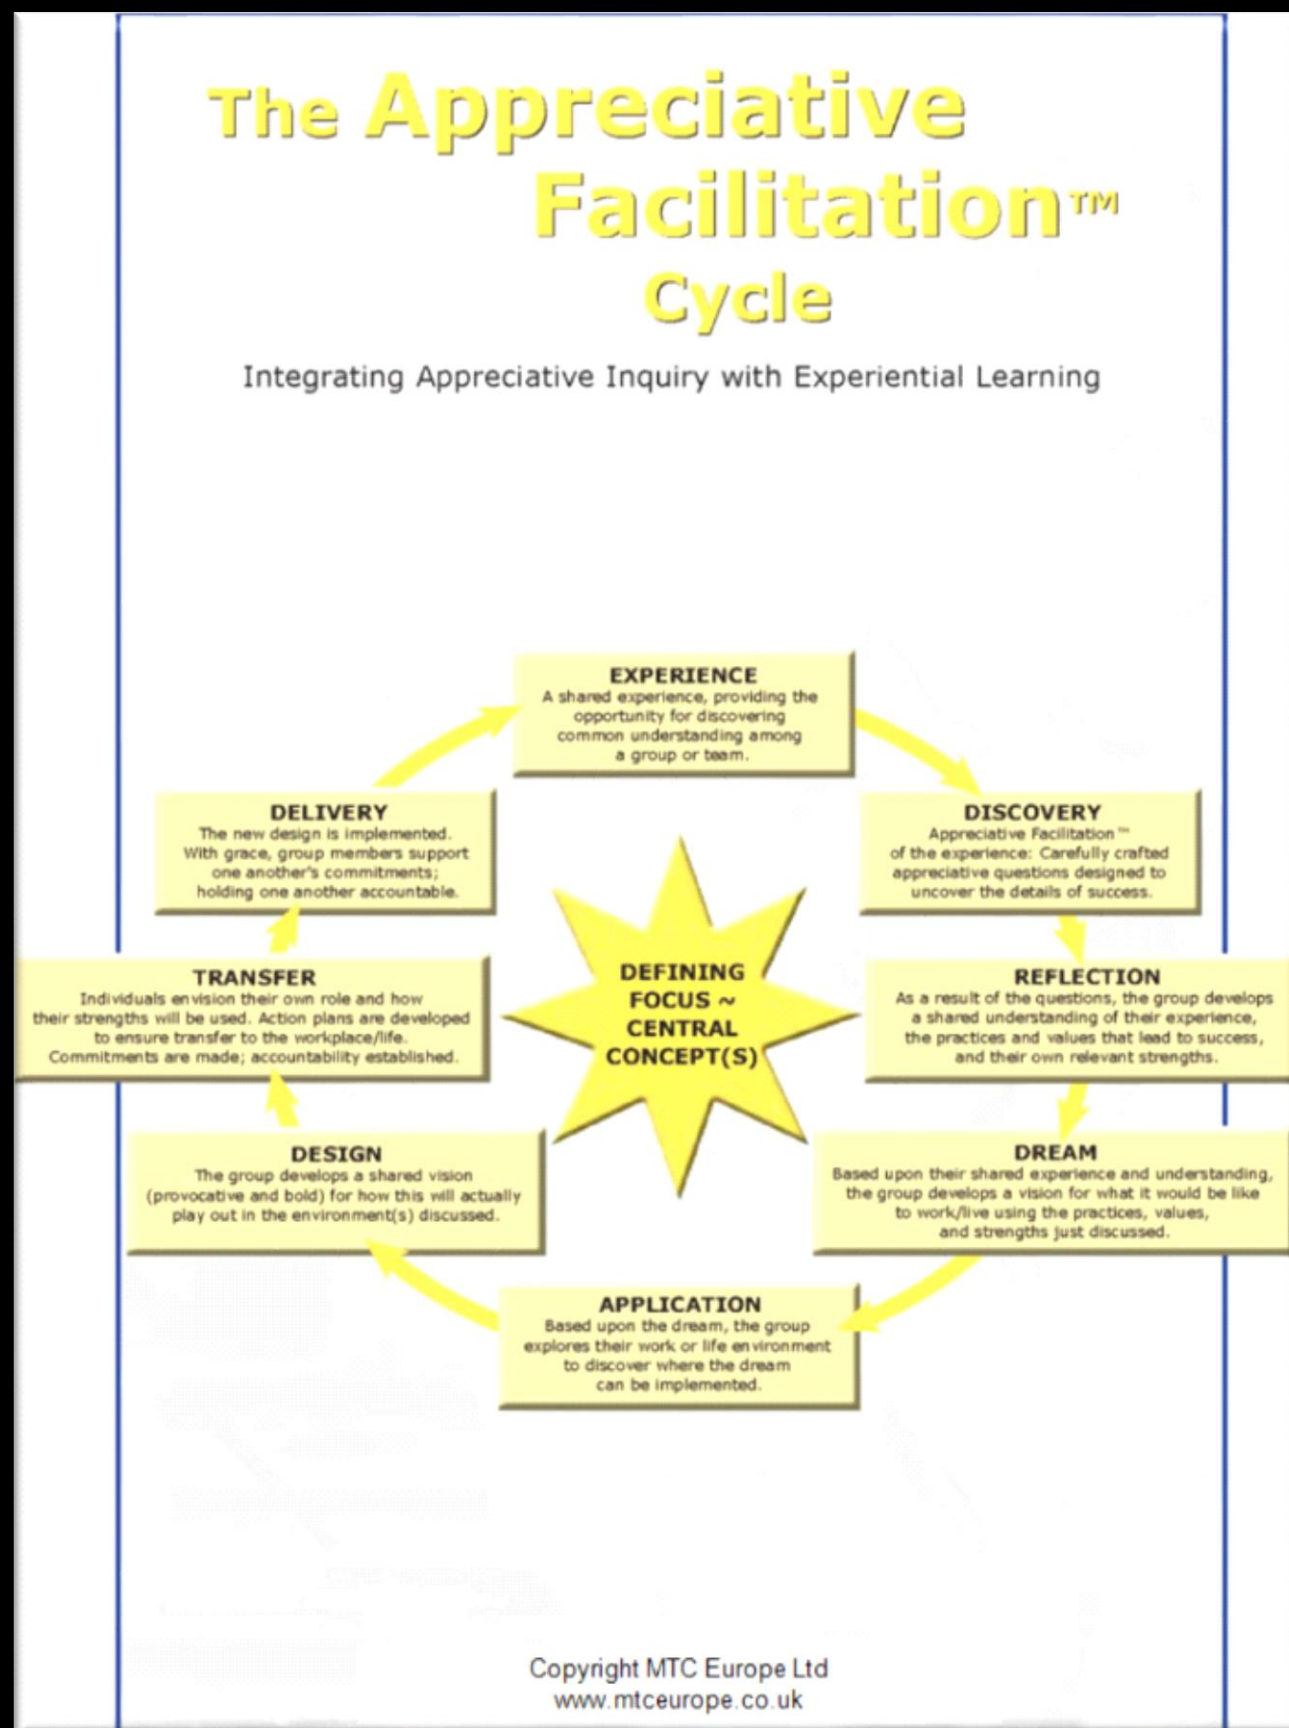 The Appreciative
Facilitation™
Cycle
Integrating Appreciative Inquiry with Experiential Learning
EXPERIENCE
A shared experience, providing the
opportunity for discovering
common understanding among
a group or team.
DISCOVERY
Appreciative Facilitation™
of the experience: Carefully crafted
appreciative questions designed to
uncover the details of success.
REFLECTION
As a result of the questions, the group develops
a shared understanding of their experience,
the practices and values that lead to success,
and their own relevant strengths.
DREAM
Based upon their shared experience and understanding,
the group develops a vision for what it would be like
to work/live using the practices, values,
and strengths just discussed.
APPLICATION
Based upon the dream, the group
explores their work or life environment
to discover where the dream
can be implemented.
DESIGN
The group develops a shared vision
(provocative and bold) for how this will actually
play out in the environment(s) discussed.
TRANSFER
Individuals envision their own role and how
their strengths will be used. Action plans are developed
to ensure transfer to the workplace/life.
Commitments are made; accountability established.
DELIVERY
The new design is implemented.
With grace, group members support
one another's commitments;
holding one another accountable.
DEFINING
FOCUS ~
CENTRAL
CONCEPT(S)
Copyright MTC Europe Ltd
www.mtceurope.co.uk